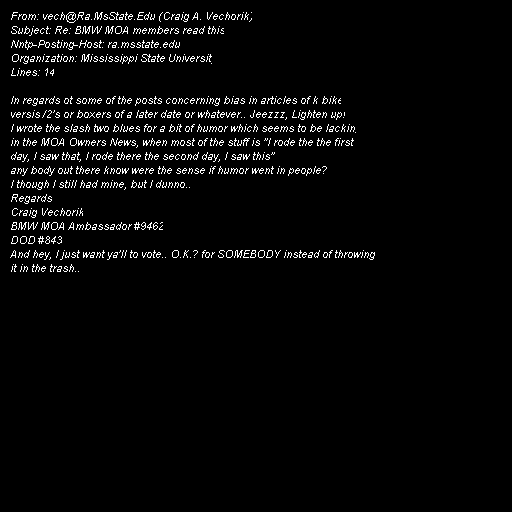 From: vech@Ra.MsState.Edu (Craig A. Vechorik)
Subject: Re: BMW MOA members read this
Nntp-Posting-Host: ra.msstate.edu
Organization: Mississippi State Universit
Lines: 14

In regards ot some of the posts concerning bias in articles of k bike
versis /2's or boxers of a later date or whatever.. Jeezzz, Lighten up!
I wrote the slash two blues for a bit of humor which seems to be lackin
in the MOA Owners News, when most of the stuff is "I rode the the first
day, I saw that, I rode there the second day, I saw this"
any body out there know were the sense if humor went in people?
I though I still had mine, but I dunno..
Regards
Craig Vechorik
BMW MOA Ambassador #9462
DOD #843
And hey, I just want ya'll to vote.. O.K.? for SOMEBODY instead of throwing
it in the trash..